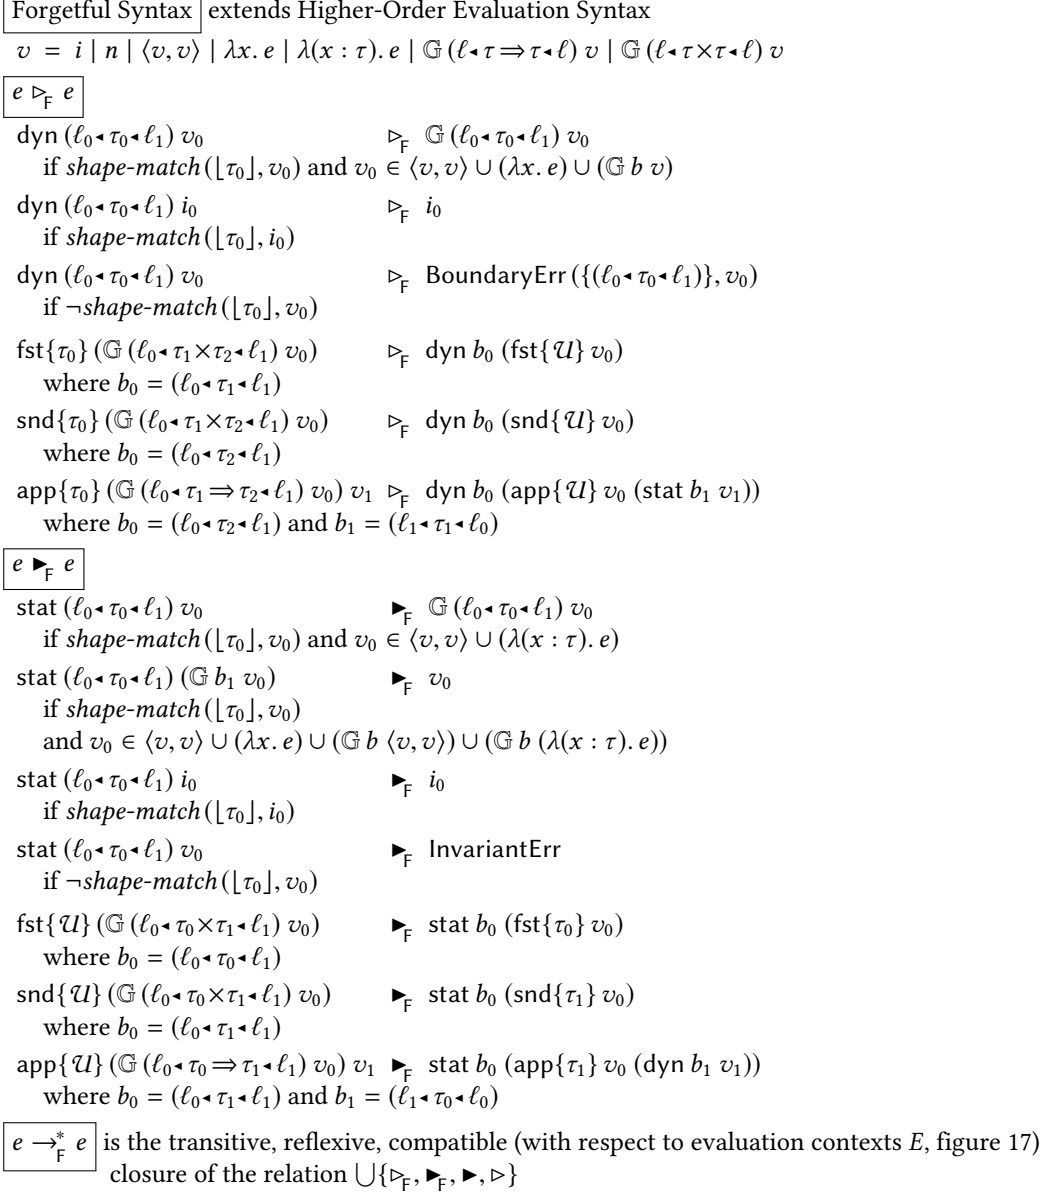 Forgetful Syntax extends Higher-Order Evaluation Syntax
v = i | n | ⟨v, v⟩ | λx. e | λ(x : τ). e | 𝔾 (ℓ◂τ⇒τ◂ℓ) v | 𝔾 (ℓ◂τ×τ◂ℓ) v
e ▷F e
dyn (ℓ0◂τ0◂ℓ1) v0 ▷F 𝔾 (ℓ0◂τ0◂ℓ1) v0
if shape-match(⌊τ0⌋, v0) and v0 ∈ ⟨v, v⟩ ∪ (λx. e) ∪ (𝔾 b v)
dyn (ℓ0◂τ0◂ℓ1) i0 ▷F i0
if shape-match(⌊τ0⌋, i0)
dyn (ℓ0◂τ0◂ℓ1) v0 ▷F BoundaryErr ({(ℓ0◂τ0◂ℓ1)}, v0)
if ¬shape-match(⌊τ0⌋, v0)
fst{τ0} (𝔾 (ℓ0◂τ1×τ2◂ℓ1) v0) ▷F dyn b0 (fst{𝒰} v0)
where b0 = (ℓ0◂τ1◂ℓ1)
snd{τ0} (𝔾 (ℓ0◂τ1×τ2◂ℓ1) v0) ▷F dyn b0 (snd{𝒰} v0)
where b0 = (ℓ0◂τ2◂ℓ1)
app{τ0} (𝔾 (ℓ0◂τ1⇒τ2◂ℓ1) v0) v1 ▷F dyn b0 (app{𝒰} v0 (stat b1 v1))
where b0 = (ℓ0◂τ2◂ℓ1) and b1 = (ℓ1◂τ1◂ℓ0)
e ▶F e
stat (ℓ0◂τ0◂ℓ1) v0 ▶F 𝔾 (ℓ0◂τ0◂ℓ1) v0
if shape-match(⌊τ0⌋, v0) and v0 ∈ ⟨v, v⟩ ∪ (λ(x : τ). e)
stat (ℓ0◂τ0◂ℓ1) (𝔾 b1 v0) ▶F v0
if shape-match(⌊τ0⌋, v0)
and v0 ∈ ⟨v, v⟩ ∪ (λx. e) ∪ (𝔾 b ⟨v, v⟩) ∪ (𝔾 b (λ(x : τ). e))
stat (ℓ0◂τ0◂ℓ1) i0 ▶F i0
if shape-match(⌊τ0⌋, i0)
stat (ℓ0◂τ0◂ℓ1) v0 ▶F InvariantErr
if ¬shape-match(⌊τ0⌋, v0)
fst{𝒰} (𝔾 (ℓ0◂τ0×τ1◂ℓ1) v0) ▶F stat b0 (fst{τ0} v0)
where b0 = (ℓ0◂τ0◂ℓ1)
snd{𝒰} (𝔾 (ℓ0◂τ0×τ1◂ℓ1) v0) ▶F stat b0 (snd{τ1} v0)
where b0 = (ℓ0◂τ1◂ℓ1)
app{𝒰} (𝔾 (ℓ0◂τ0⇒τ1◂ℓ1) v0) v1 ▶F stat b0 (app{τ1} v0 (dyn b1 v1))
where b0 = (ℓ0◂τ1◂ℓ1) and b1 = (ℓ1◂τ0◂ℓ0)
e →*F e is the transitive, reflexive, compatible (with respect to evaluation contexts E, figure 17)
closure of the relation ⋃{▷F, ▶F, ▶, ▷}